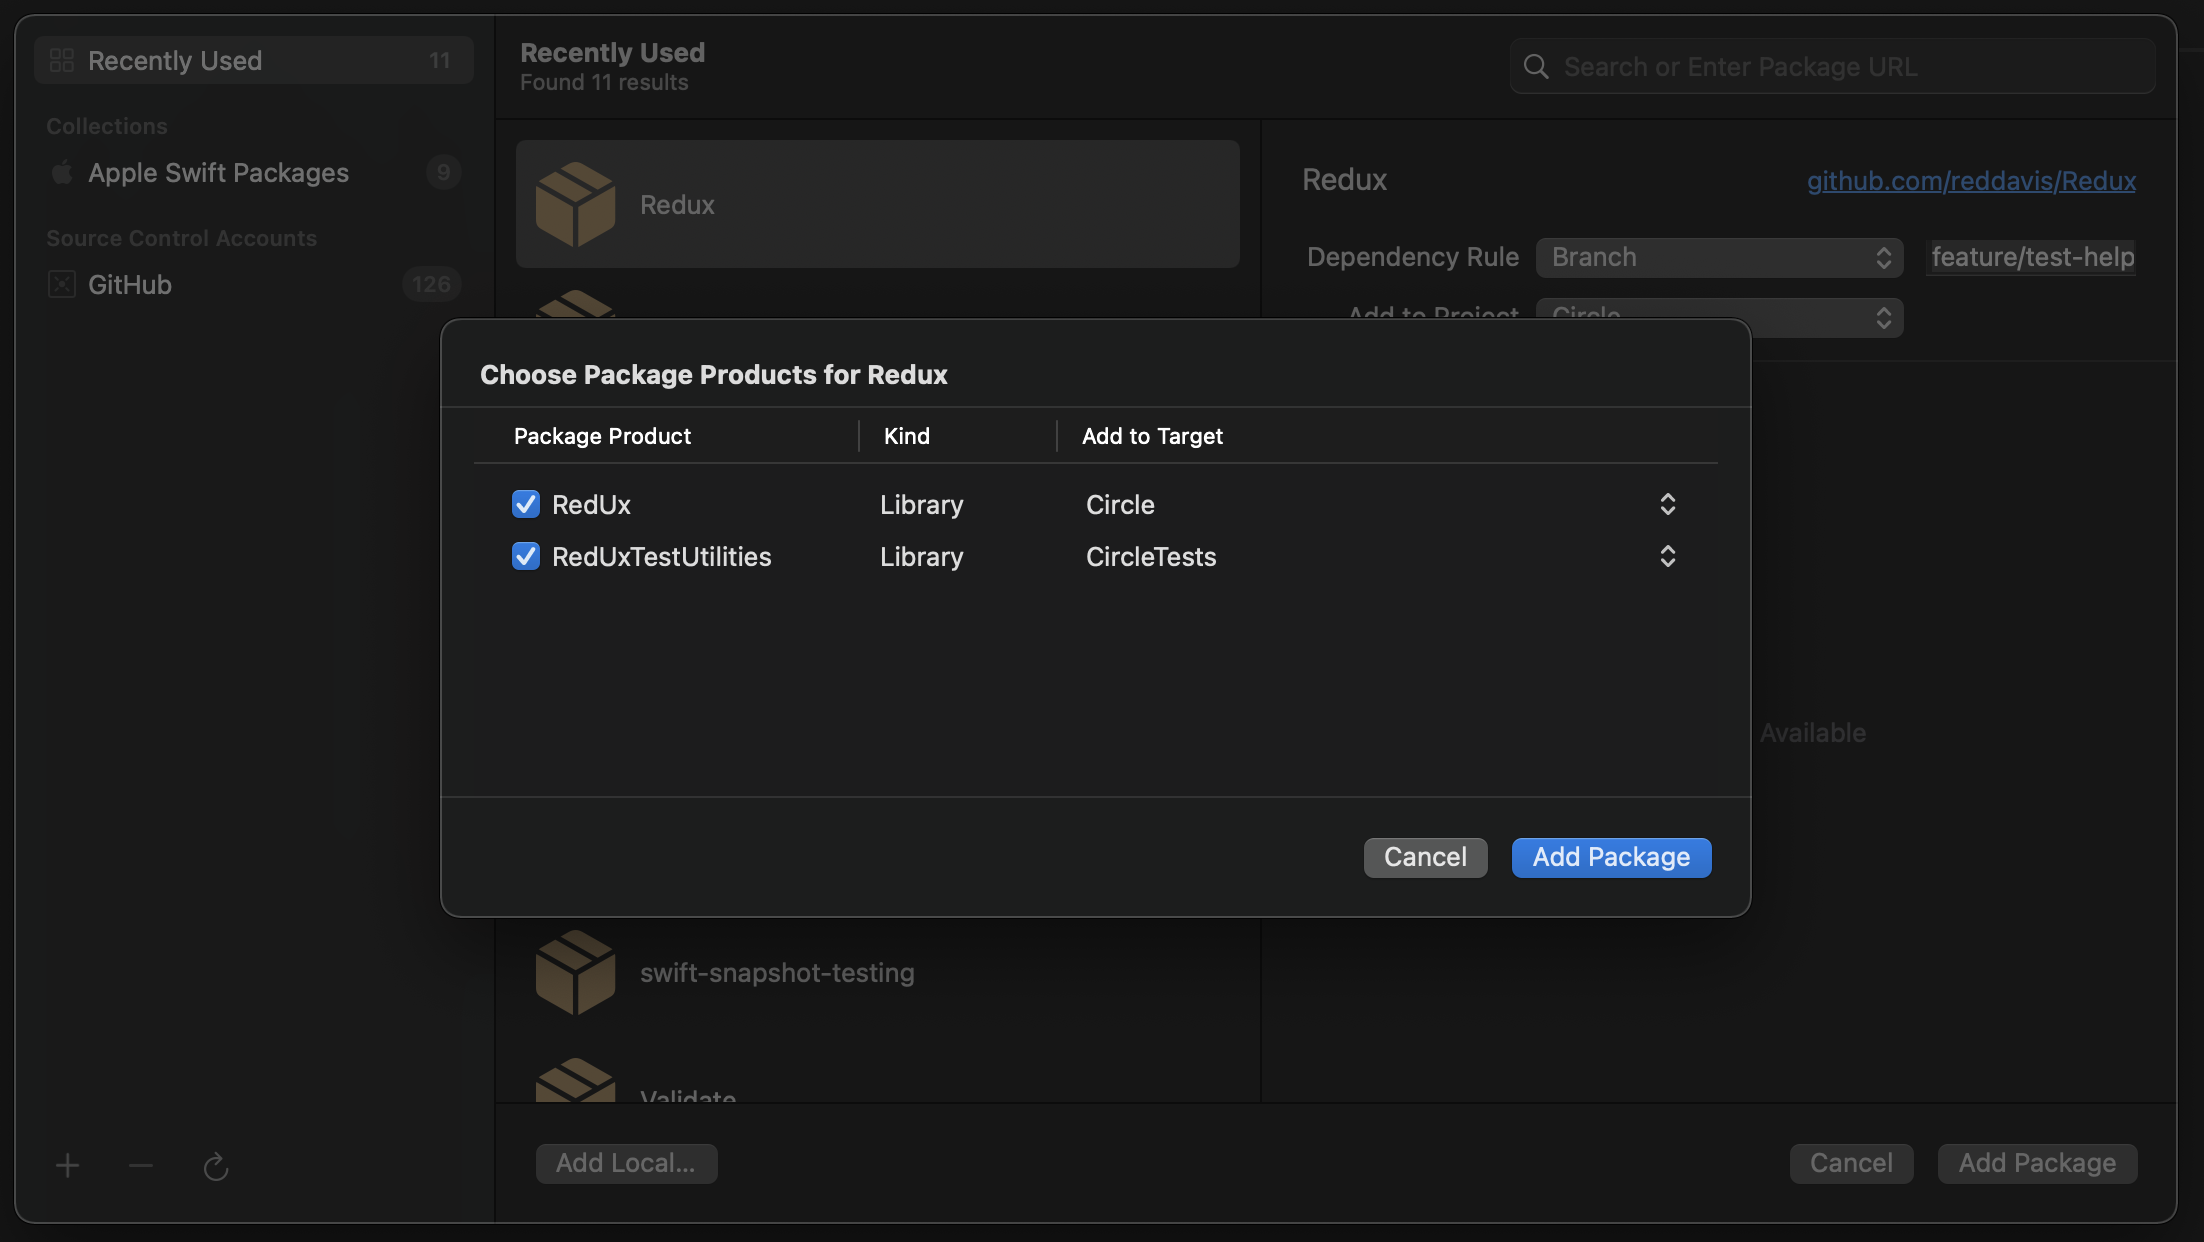 Recently Used 11
Collections
Apple Swift Packages 9
Source Control Accounts
GitHub 126
Recently Used
Found 11 results
Search or Enter Package URL
Redux
Redux github.com/reddavis/Redux
Dependency Rule Branch feature/test-help
Add to Project Circle
Choose Package Products for Redux
Package Product Kind Add to Target
RedUx Library Circle
RedUxTestUtilities Library CircleTests
Available
Cancel Add Package
swift-snapshot-testing
Validate
Add Local... Cancel Add Package